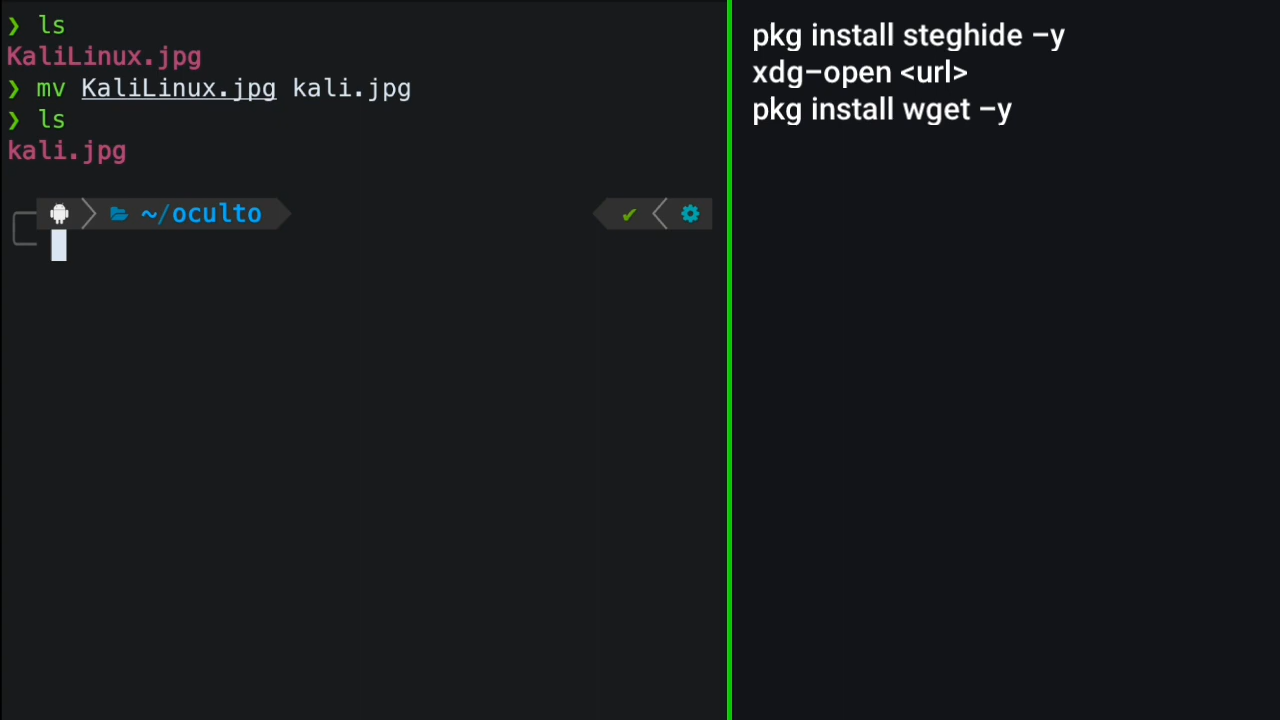 ❯ ls
KaliLinux.jpg
❯ mv KaliLinux.jpg kali.jpg
❯ ls
kali.jpg
~/oculto ✔
pkg install steghide -y
xdg-open <url>
pkg install wget -y